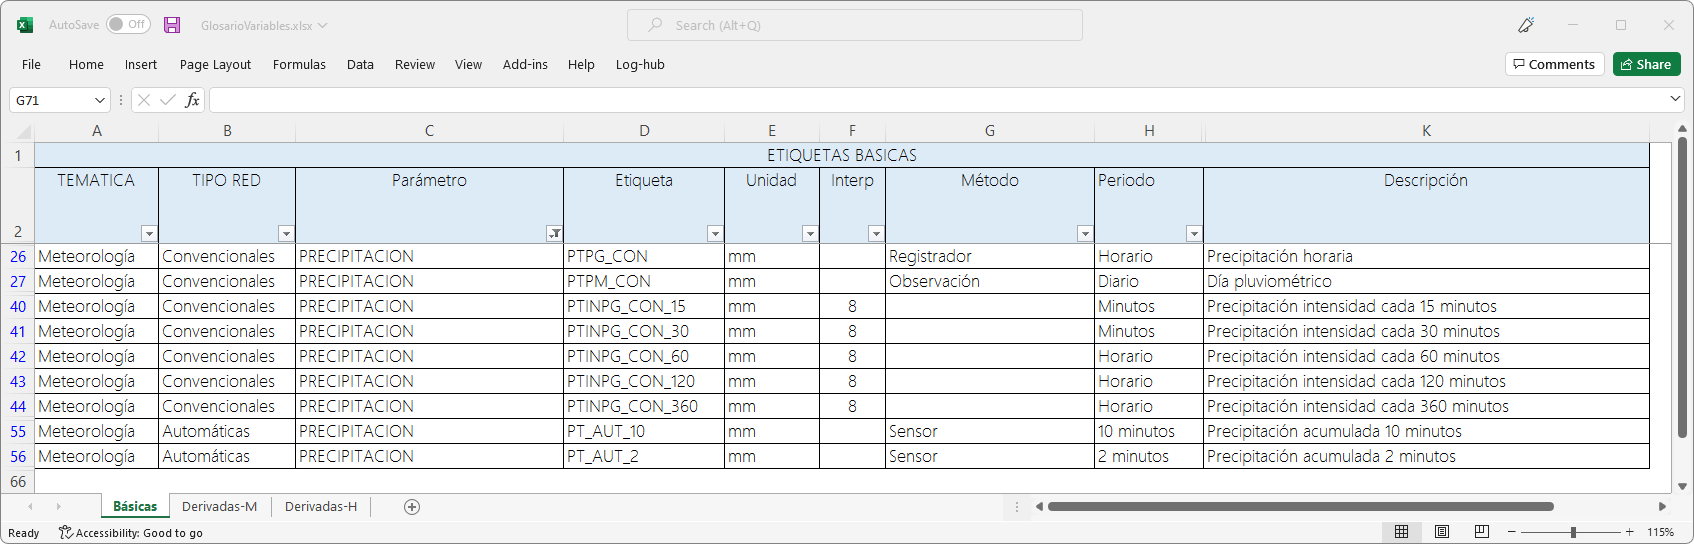 AutoSave Off GlosarioVariables.xlsx Search (Alt+Q)
File Home Insert Page Layout Formulas Data Review View Add-ins Help Log-hub Comments Share
G71 fx
A B C D E F G H K
1 ETIQUETAS BASICAS
2 TEMATICA TIPO RED Parámetro Etiqueta Unidad Interp Método Periodo Descripción
26 Meteorología Convencionales PRECIPITACION PTPG_CON mm Registrador Horario Precipitación horaria
27 Meteorología Convencionales PRECIPITACION PTPM_CON mm Observación Diario Día pluviométrico
40 Meteorología Convencionales PRECIPITACION PTINPG_CON_15 mm 8 Minutos Precipitación intensidad cada 15 minutos
41 Meteorología Convencionales PRECIPITACION PTINPG_CON_30 mm 8 Minutos Precipitación intensidad cada 30 minutos
42 Meteorología Convencionales PRECIPITACION PTINPG_CON_60 mm 8 Horario Precipitación intensidad cada 60 minutos
43 Meteorología Convencionales PRECIPITACION PTINPG_CON_120 mm 8 Horario Precipitación intensidad cada 120 minutos
44 Meteorología Convencionales PRECIPITACION PTINPG_CON_360 mm 8 Horario Precipitación intensidad cada 360 minutos
55 Meteorología Automáticas PRECIPITACION PT_AUT_10 mm Sensor 10 minutos Precipitación acumulada 10 minutos
56 Meteorología Automáticas PRECIPITACION PT_AUT_2 mm Sensor 2 minutos Precipitación acumulada 2 minutos
66
Básicas Derivadas-M Derivadas-H
Ready Accessibility: Good to go 115%